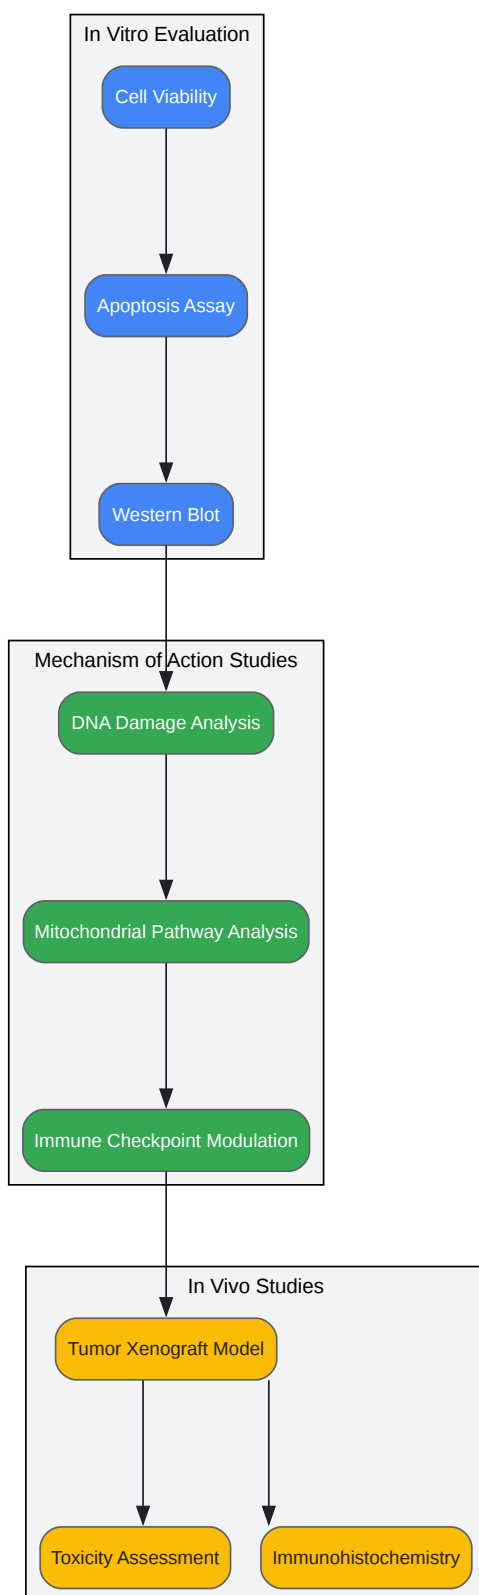 In Vitro Evaluation
Cell Viability
Apoptosis Assay
Western Blot
Mechanism of Action Studies
DNA Damage Analysis
Mitochondrial Pathway Analysis
Immune Checkpoint Modulation
In Vivo Studies
Tumor Xenograft Model
Toxicity Assessment
Immunohistochemistry